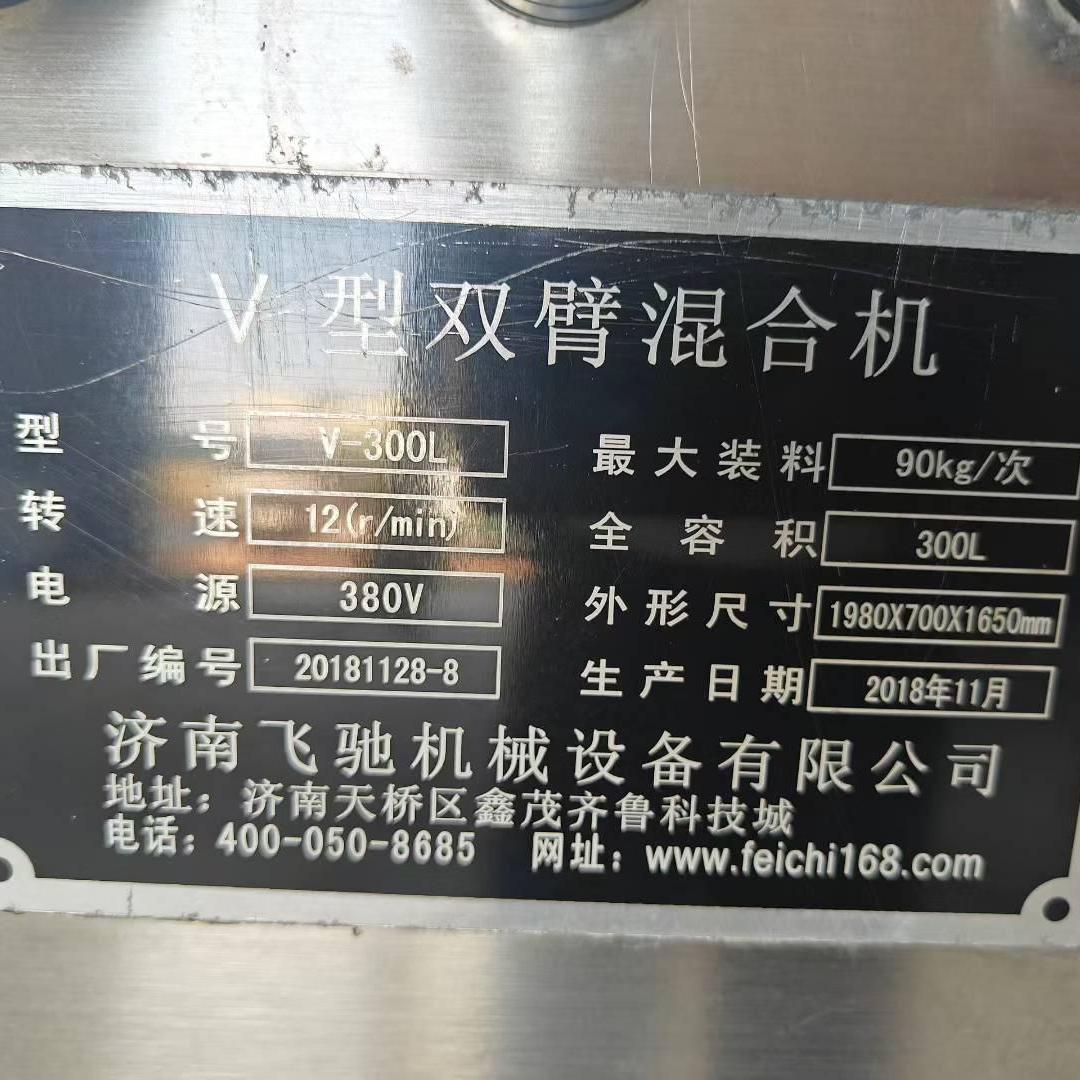 V型双臂混合机
型号 V-300L 最大装料 90kg/次
转速 12(r/min) 全容积 300L
电源 380V 外形尺寸 1980X700X1650mm
出厂编号 20181128-8 生产日期 2018年11月
济南飞驰机械设备有限公司
地址：济南天桥区鑫茂齐鲁科技城
电话：400-050-8685 网址：www.feichi168.com